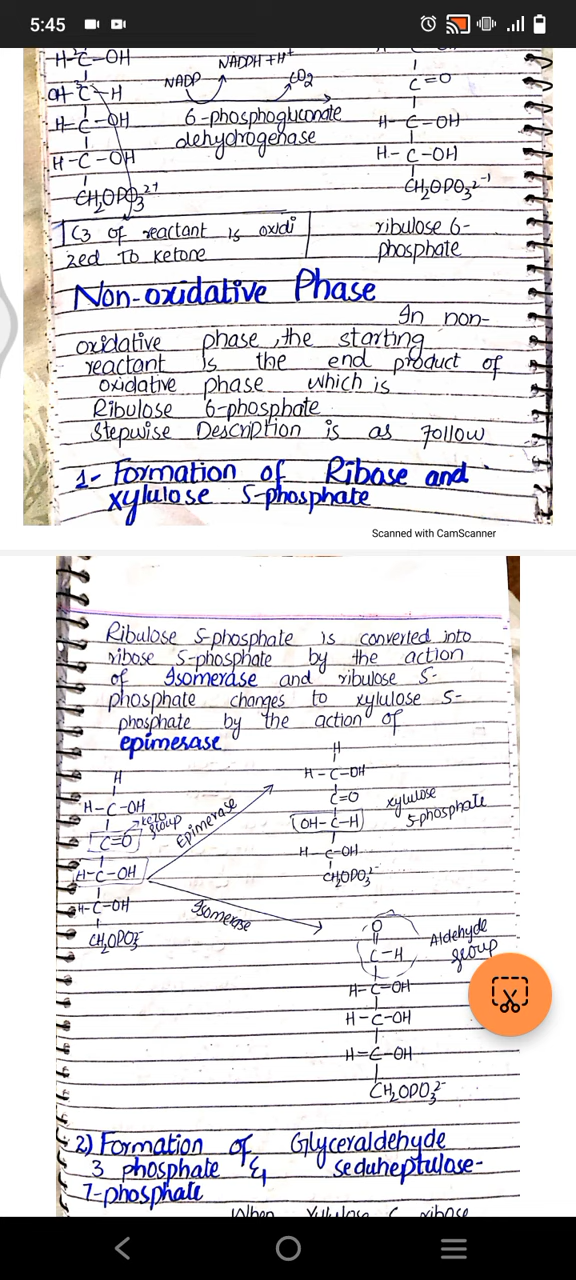 5:45
H-C-OH
NADPH+H+
NADP
CO2
OH-C-H
C=O
H-C-OH
6-phosphogluconate
dehydrogenase
H-C-OH
H-C-OH
H-C-OH
CH2OPO3 2-
CH2OPO3 2-
C3 of reactant is oxidi
zed To ketone
ribulose 6-
phosphate
Non-oxidative Phase
In non-
oxidative phase, the starting
reactant is the end product of
oxidative phase which is
Ribulose 6-phosphate
Stepwise Description is as follow
1- Formation of Ribose and
xylulose 5-phosphate
Scanned with CamScanner
Ribulose 5-phosphate is converted into
ribose 5-phosphate by the action
of Isomerase and ribulose 5-
phosphate changes to xylulose 5-
phosphate by the action of
epimerase
H
H-C-OH
C=O
OH-C-H
H-C-OH
CH2OPO3 2-
xylulose
5-phosphate
H
H-C-OH
keto
group
C=O
H-C-OH
H-C-OH
CH2OPO3-
Epimerase
Isomerase
O
C-H
Aldehyde
group
H-C-OH
H-C-OH
H-C-OH
CH2OPO3 2-
2) Formation of Glyceraldehyde
3 phosphate & seduheptulose-
7-phosphate
When Xylulose ribose